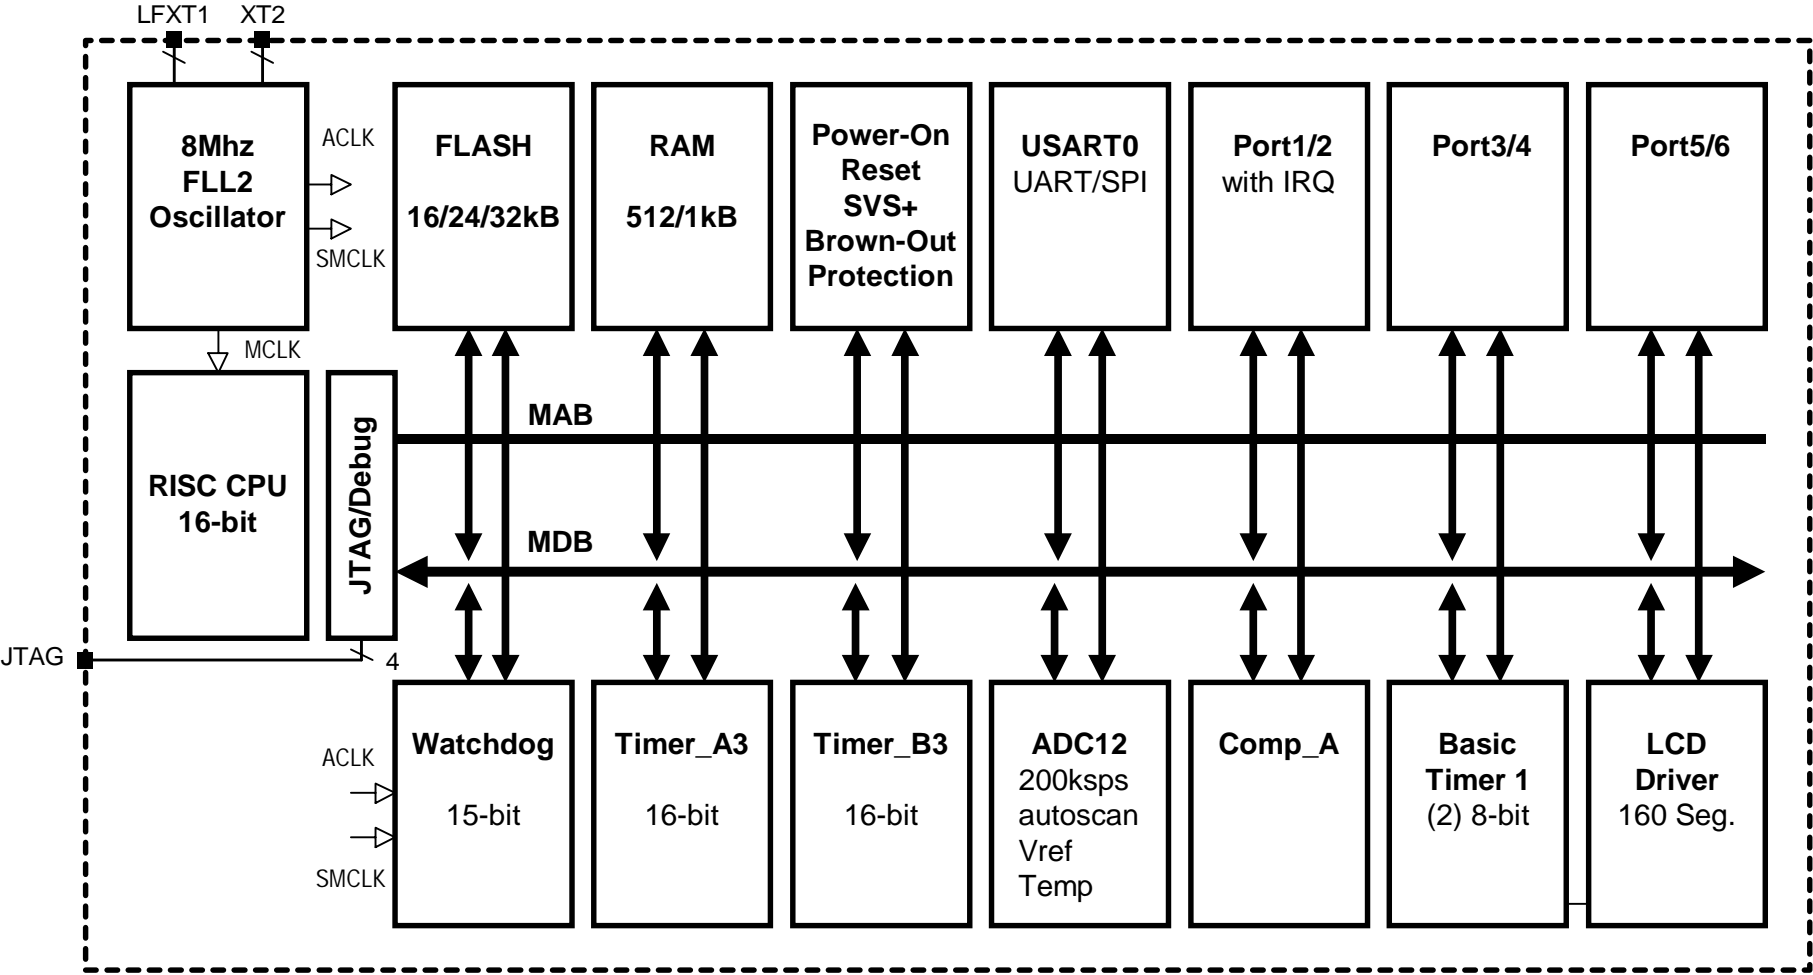 LFXT1 XT2
8Mhz
FLL2
Oscillator
ACLK
SMCLK
FLASH
16/24/32kB
RAM
512/1kB
Power-On
Reset
SVS+
Brown-Out
Protection
USART0
UART/SPI
Port1/2
with IRQ
Port3/4
Port5/6
MCLK
RISC CPU
16-bit
JTAG/Debug
MAB
MDB
JTAG
4
ACLK
SMCLK
Watchdog
15-bit
Timer_A3
16-bit
Timer_B3
16-bit
ADC12
200ksps
autoscan
Vref
Temp
Comp_A
Basic
Timer 1
(2) 8-bit
LCD
Driver
160 Seg.